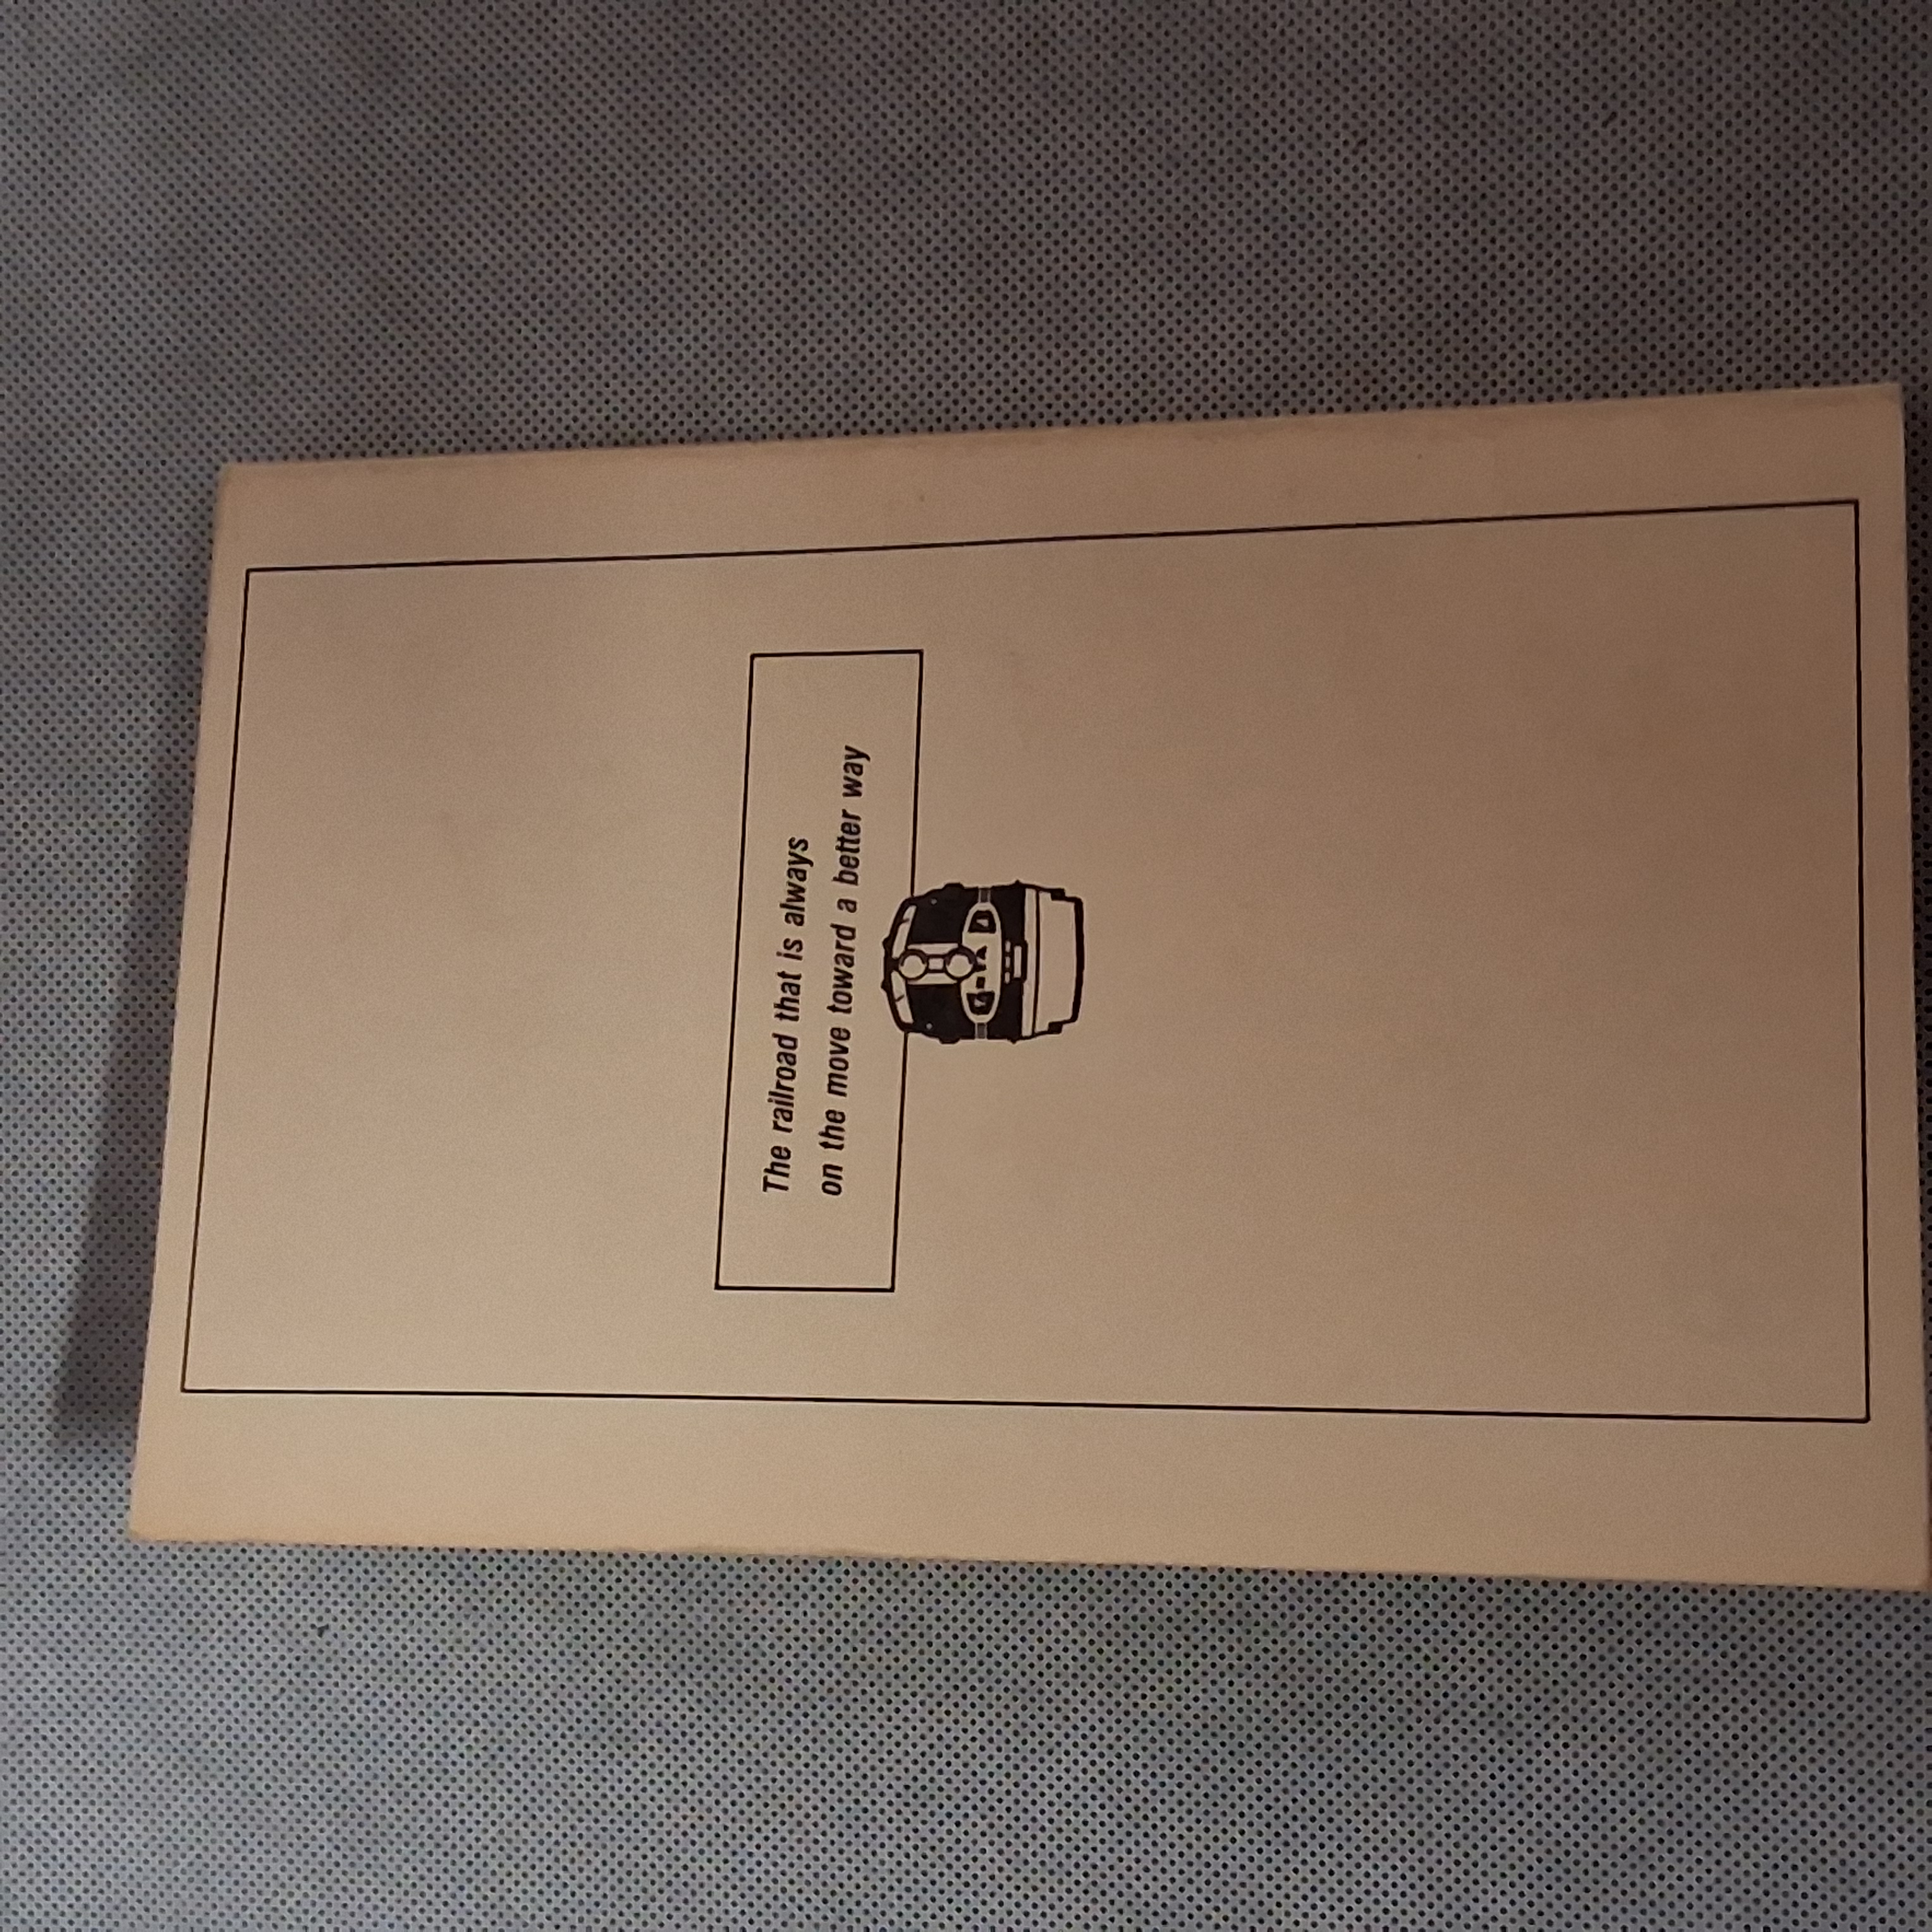 The railroad that is always
on the move toward a better way